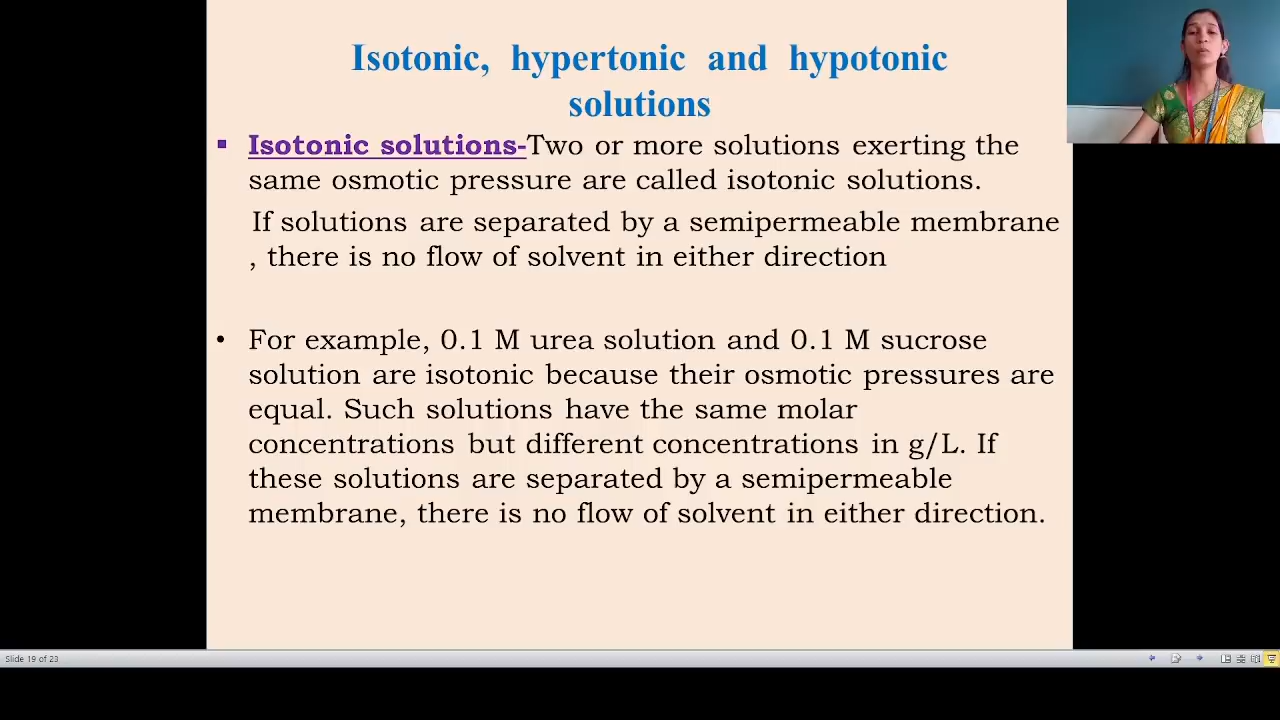 Isotonic, hypertonic and hypotonic
solutions
▪ Isotonic solutions-Two or more solutions exerting the
same osmotic pressure are called isotonic solutions.
If solutions are separated by a semipermeable membrane
, there is no flow of solvent in either direction
• For example, 0.1 M urea solution and 0.1 M sucrose
solution are isotonic because their osmotic pressures are
equal. Such solutions have the same molar
concentrations but different concentrations in g/L. If
these solutions are separated by a semipermeable
membrane, there is no flow of solvent in either direction.
Slide 19 of 23